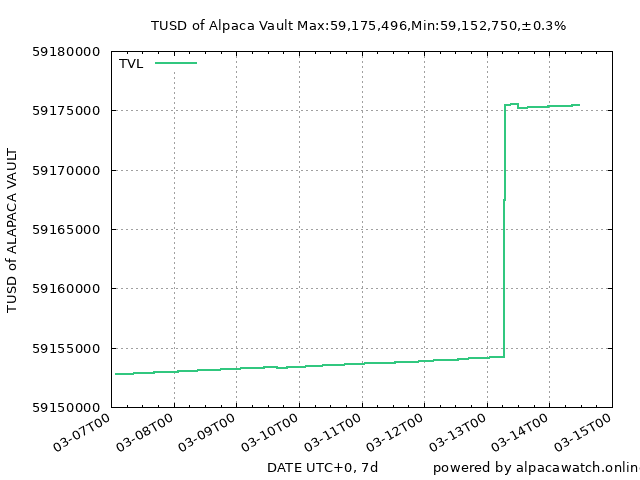 TUSD of Alpaca Vault Max:59,175,496,Min:59,152,750,±0.3%
TVL
59180000
59175000
59170000
59165000
59160000
59155000
59150000
TUSD of ALAPACA VAULT
03-07T00
03-08T00
03-09T00
03-10T00
03-11T00
03-12T00
03-13T00
03-14T00
03-15T00
DATE UTC+0, 7d
powered by alpacawatch.onlin